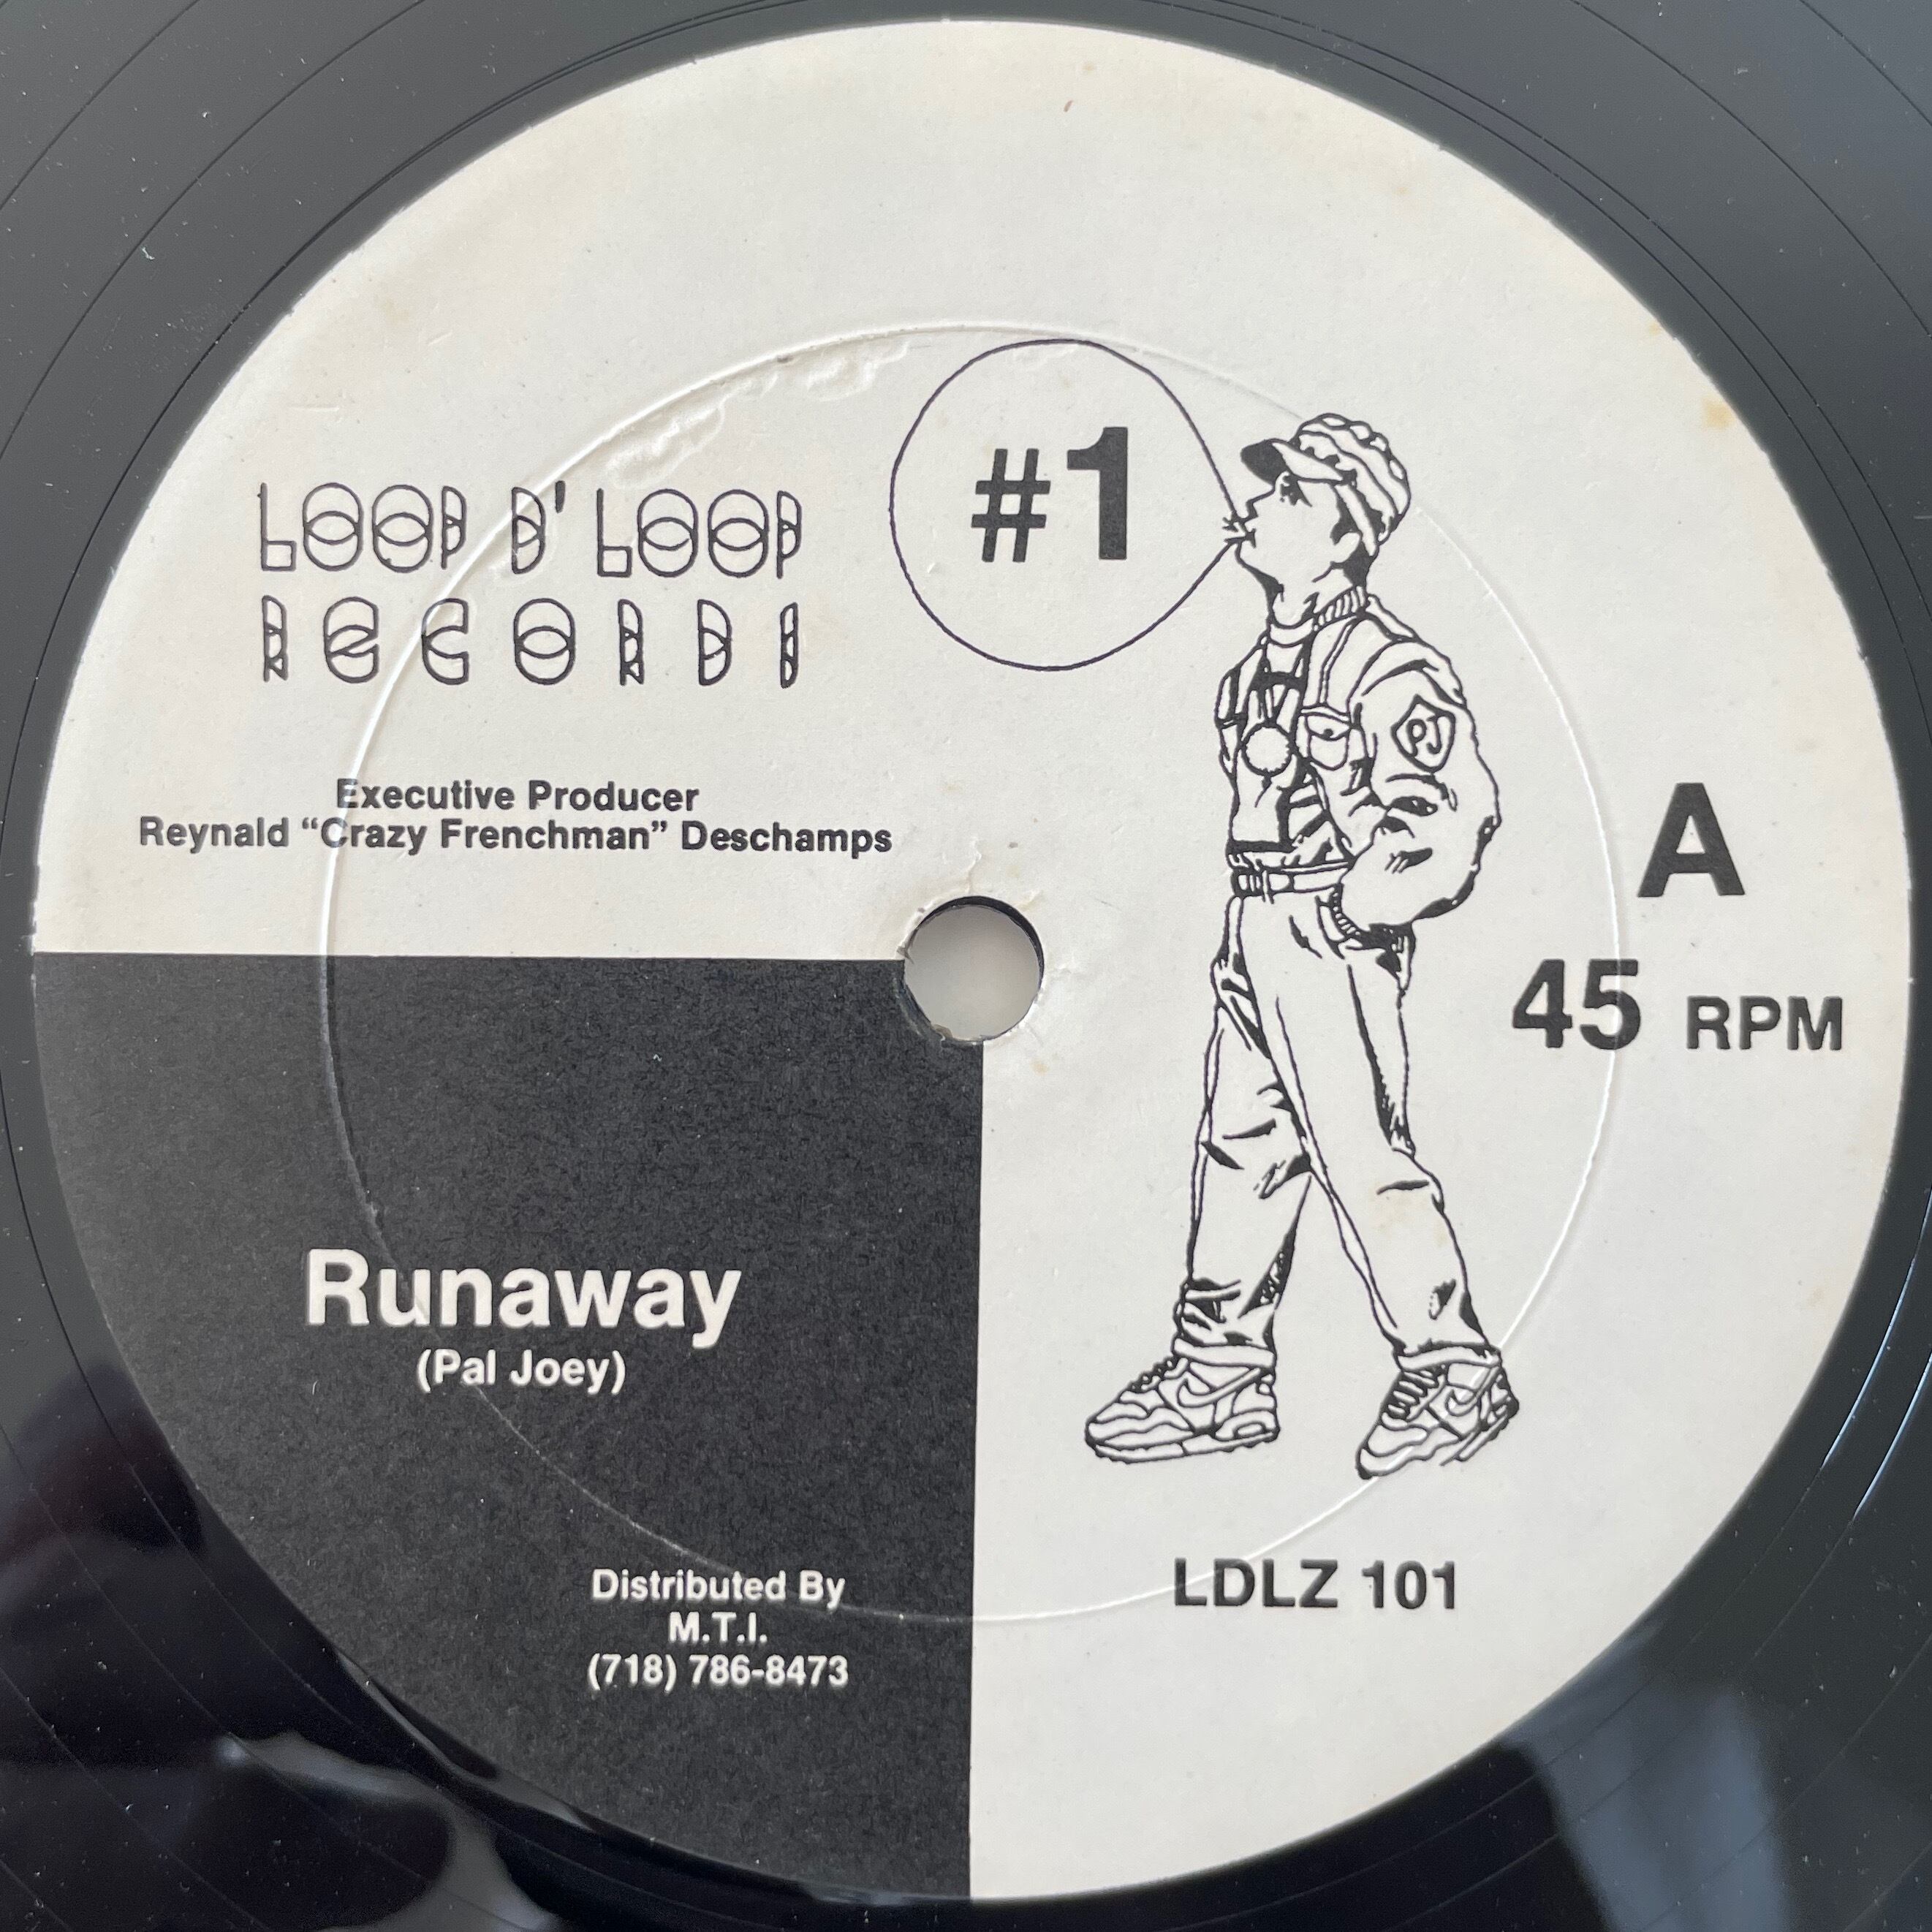 LOOP D' LOOP
RECORDS
#1
PJ
Executive Producer
Reynald “Crazy Frenchman” Deschamps
A
45 RPM
Runaway
(Pal Joey)
Distributed By
M.T.I.
(718) 786-8473
LDLZ 101